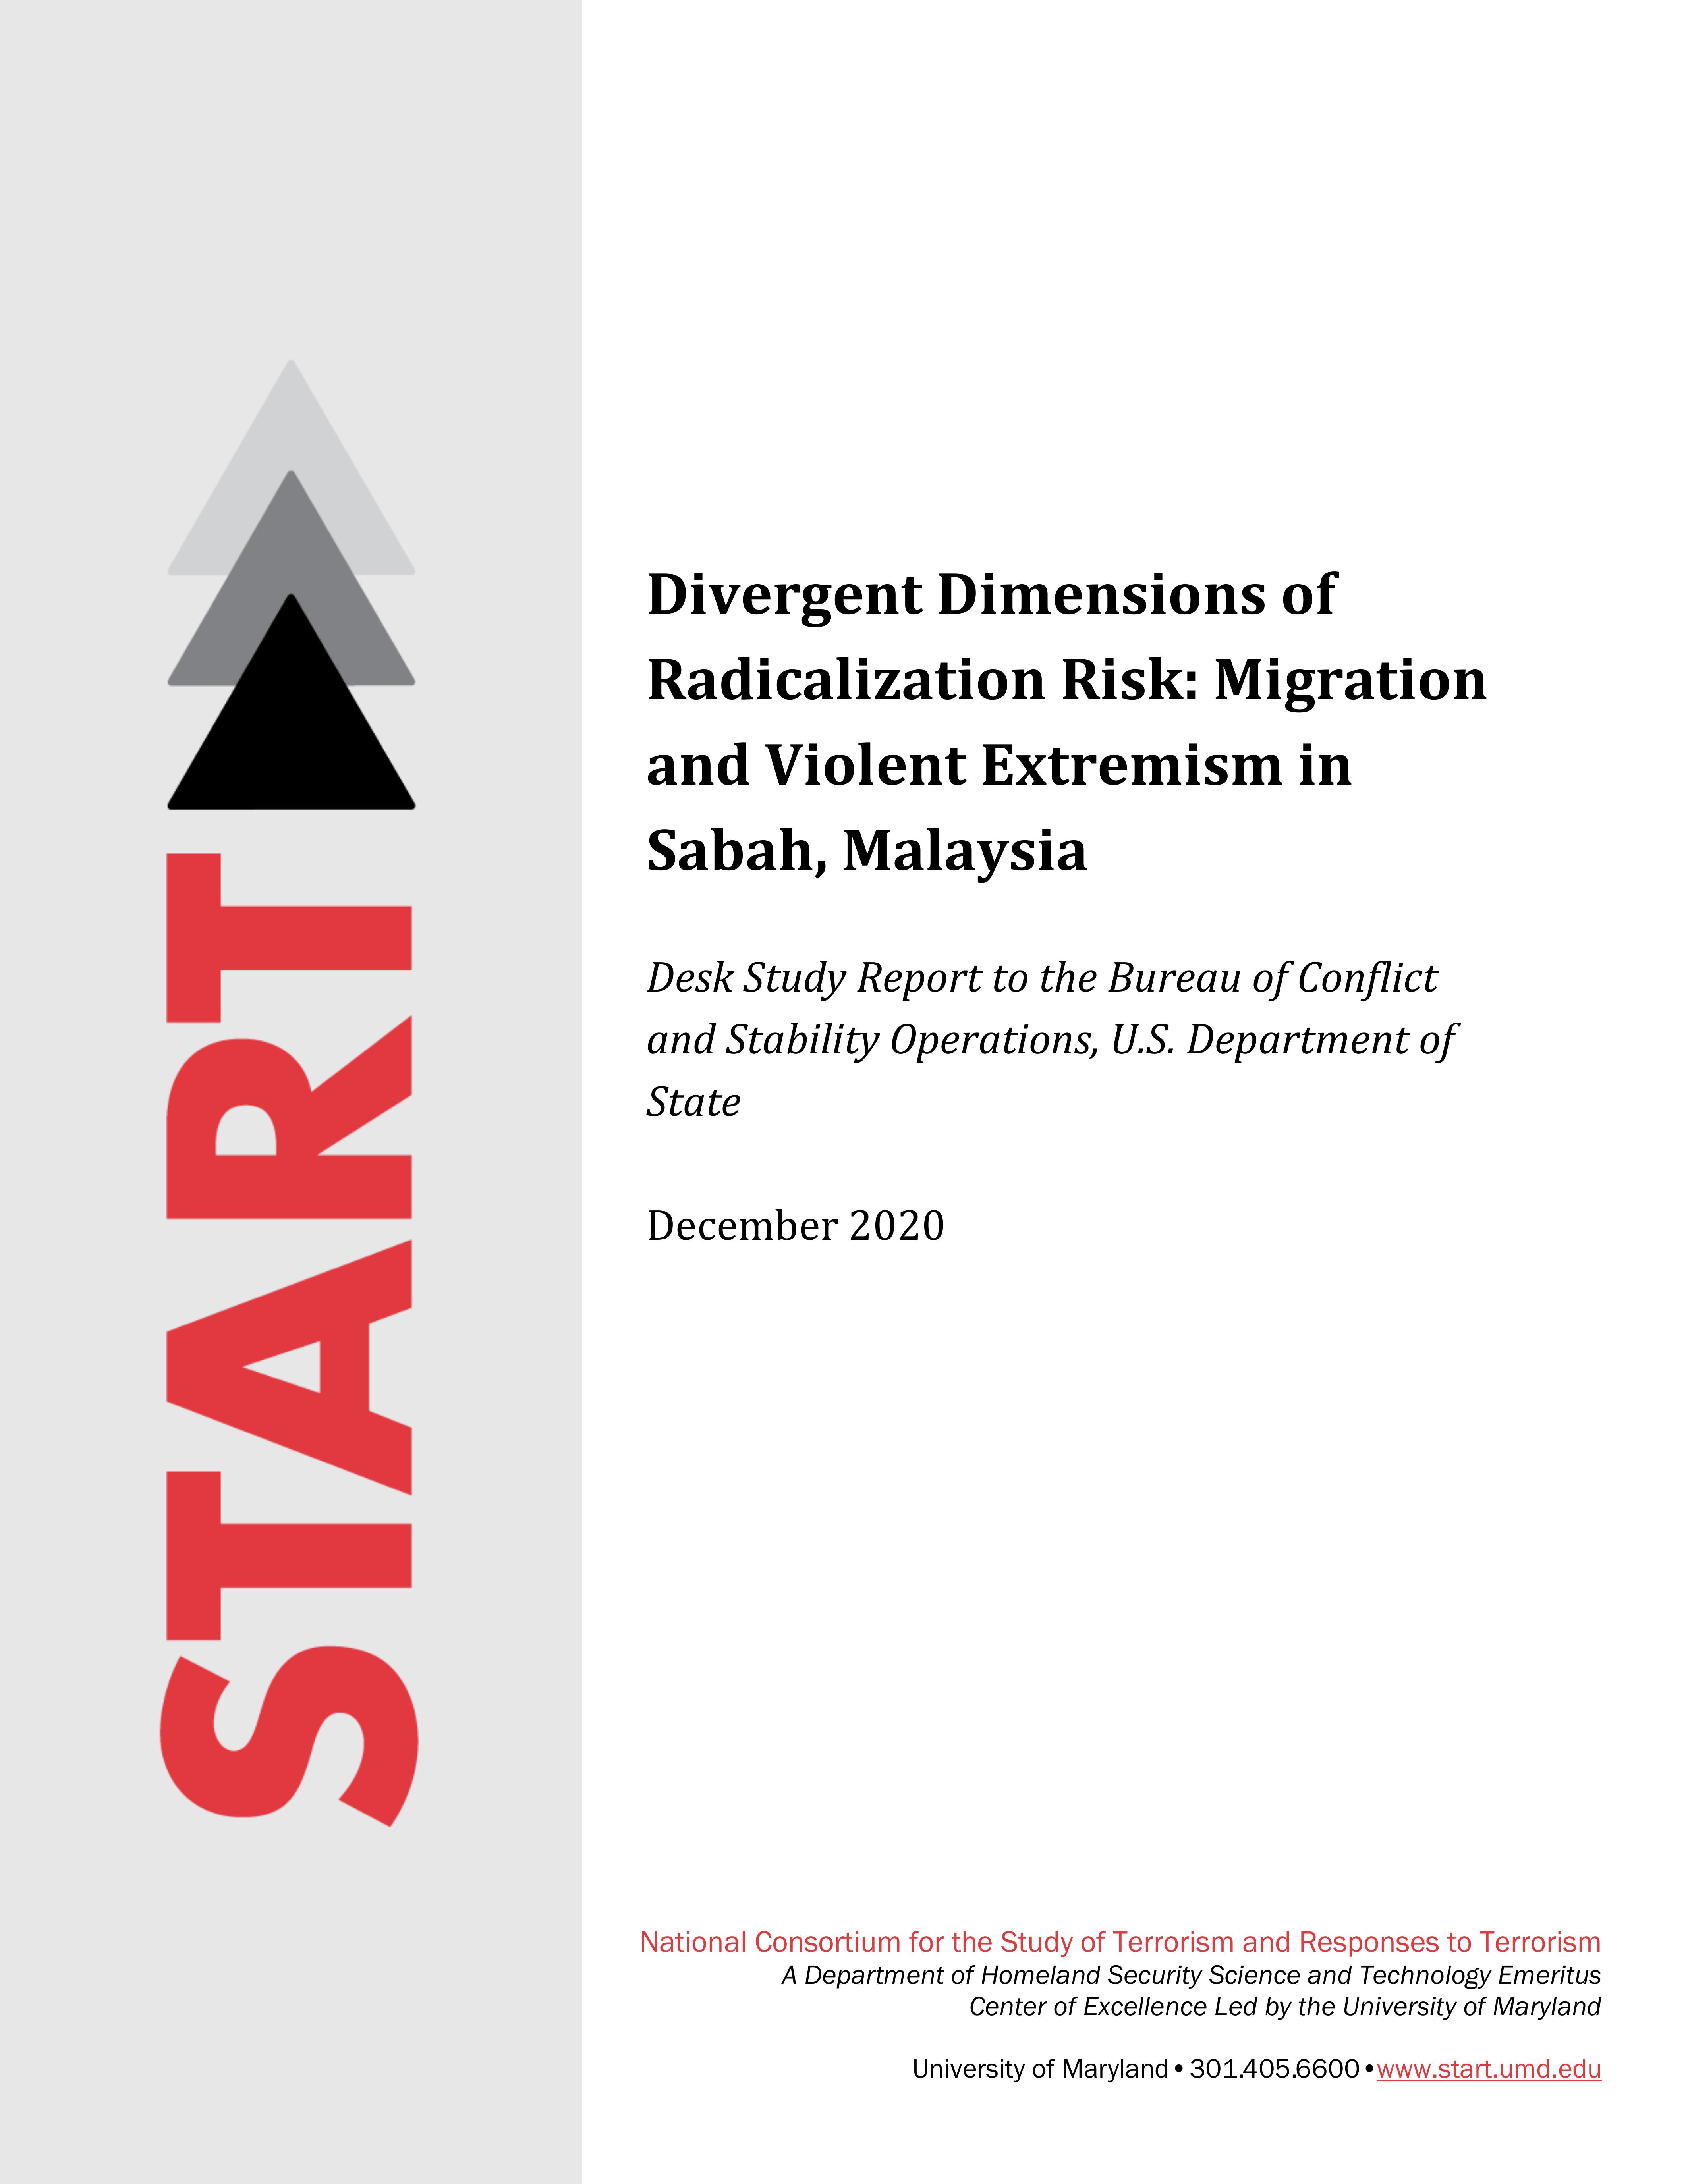 START
Divergent Dimensions of
Radicalization Risk: Migration
and Violent Extremism in
Sabah, Malaysia
Desk Study Report to the Bureau of Conflict
and Stability Operations, U.S. Department of
State
December 2020
National Consortium for the Study of Terrorism and Responses to Terrorism
A Department of Homeland Security Science and Technology Emeritus
Center of Excellence Led by the University of Maryland
University of Maryland • 301.405.6600 • www.start.umd.edu